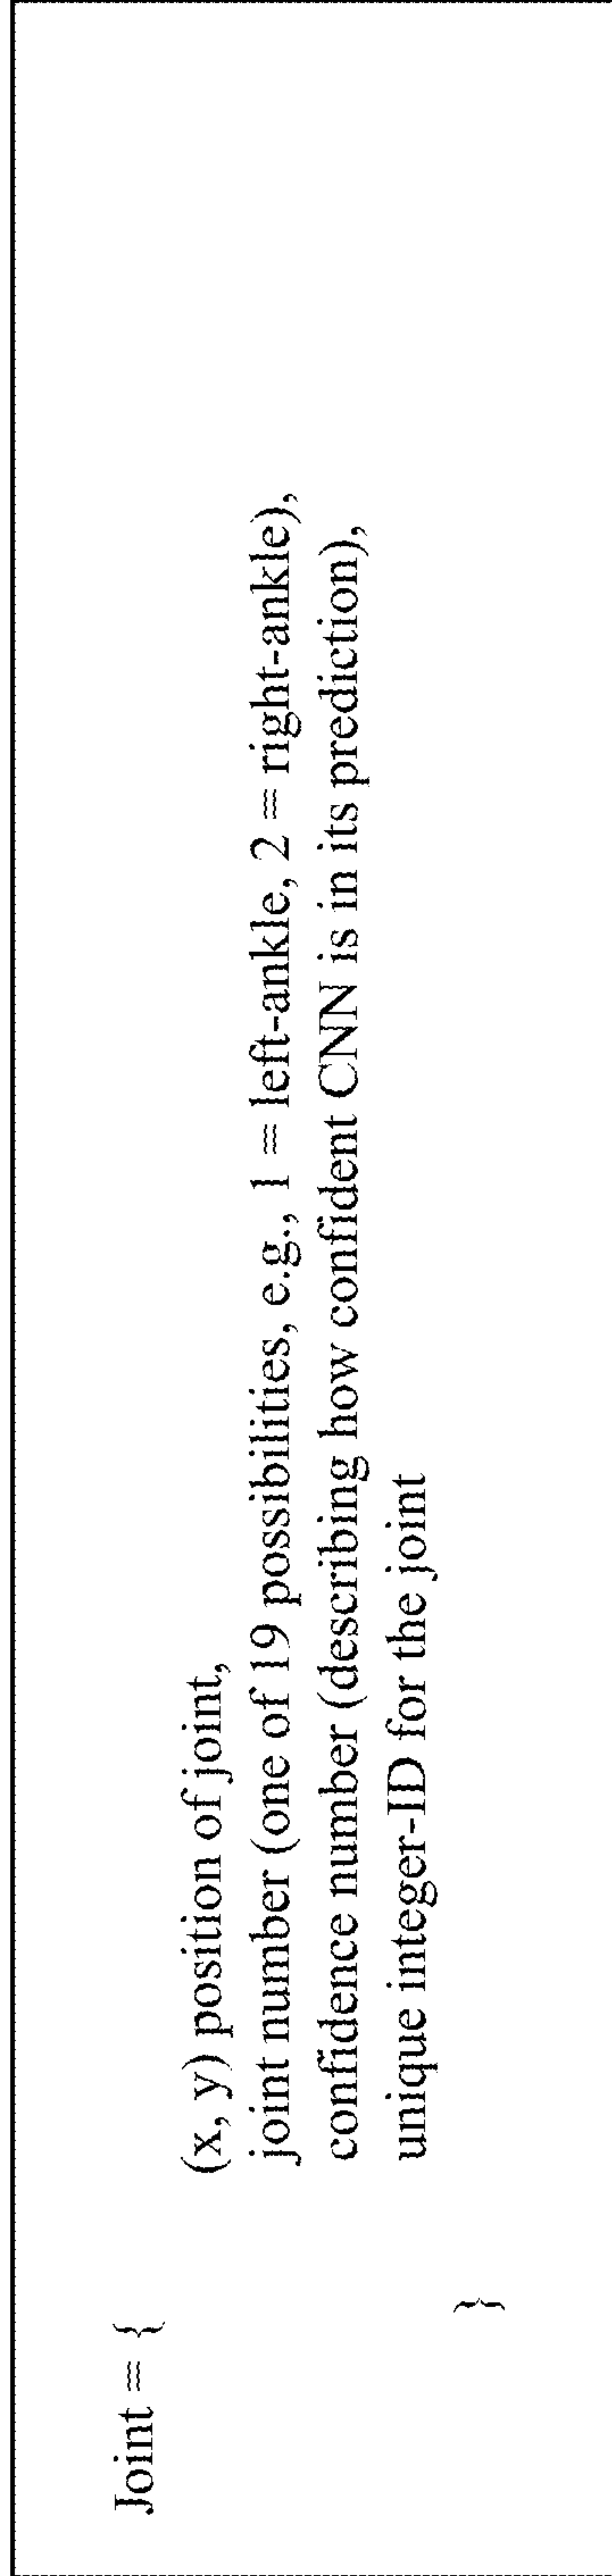 Joint = {
(x, y) position of joint,
joint number (one of 19 possibilities, e.g., 1 = left-ankle, 2 = right-ankle),
confidence number (describing how confident CNN is in its prediction),
unique integer-ID for the joint
}